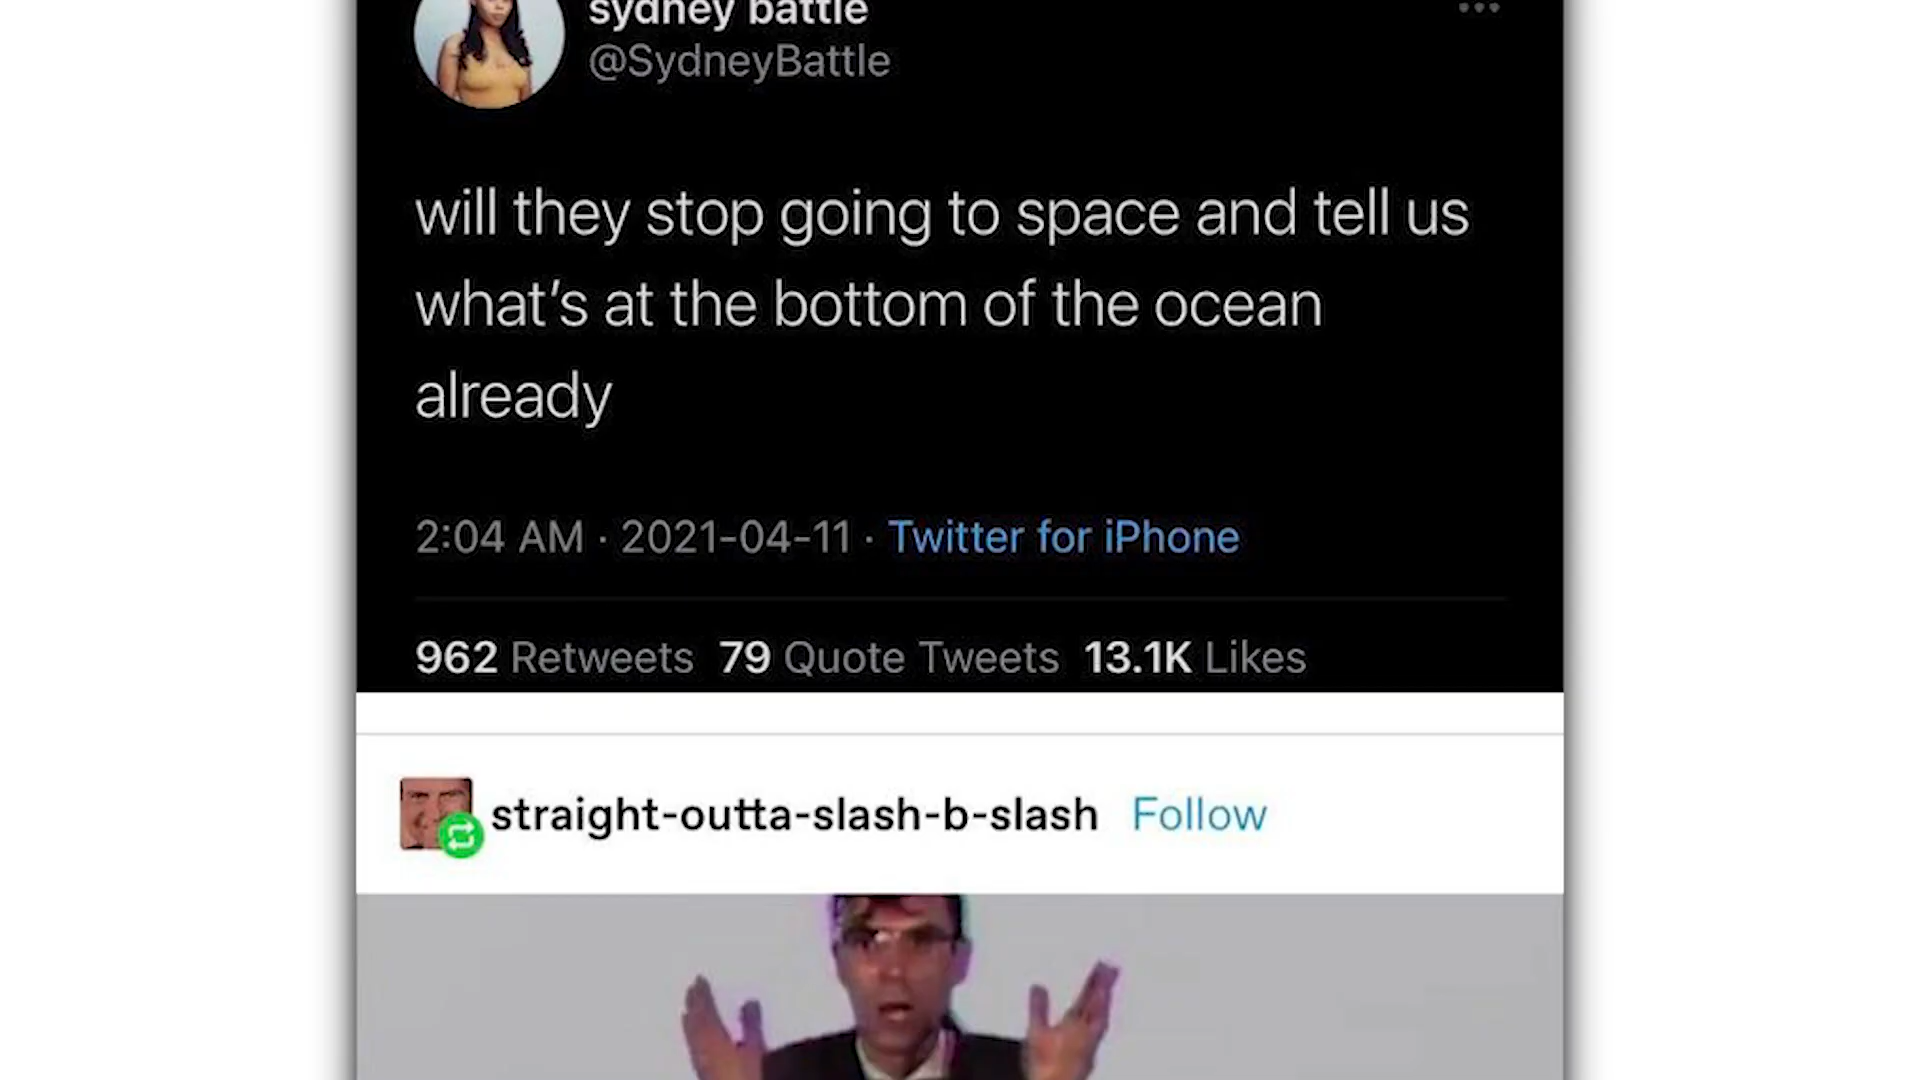 sydney battle
@SydneyBattle
will they stop going to space and tell us
what's at the bottom of the ocean
already
2:04 AM · 2021-04-11 · Twitter for iPhone
962 Retweets 79 Quote Tweets 13.1K Likes
straight-outta-slash-b-slash Follow